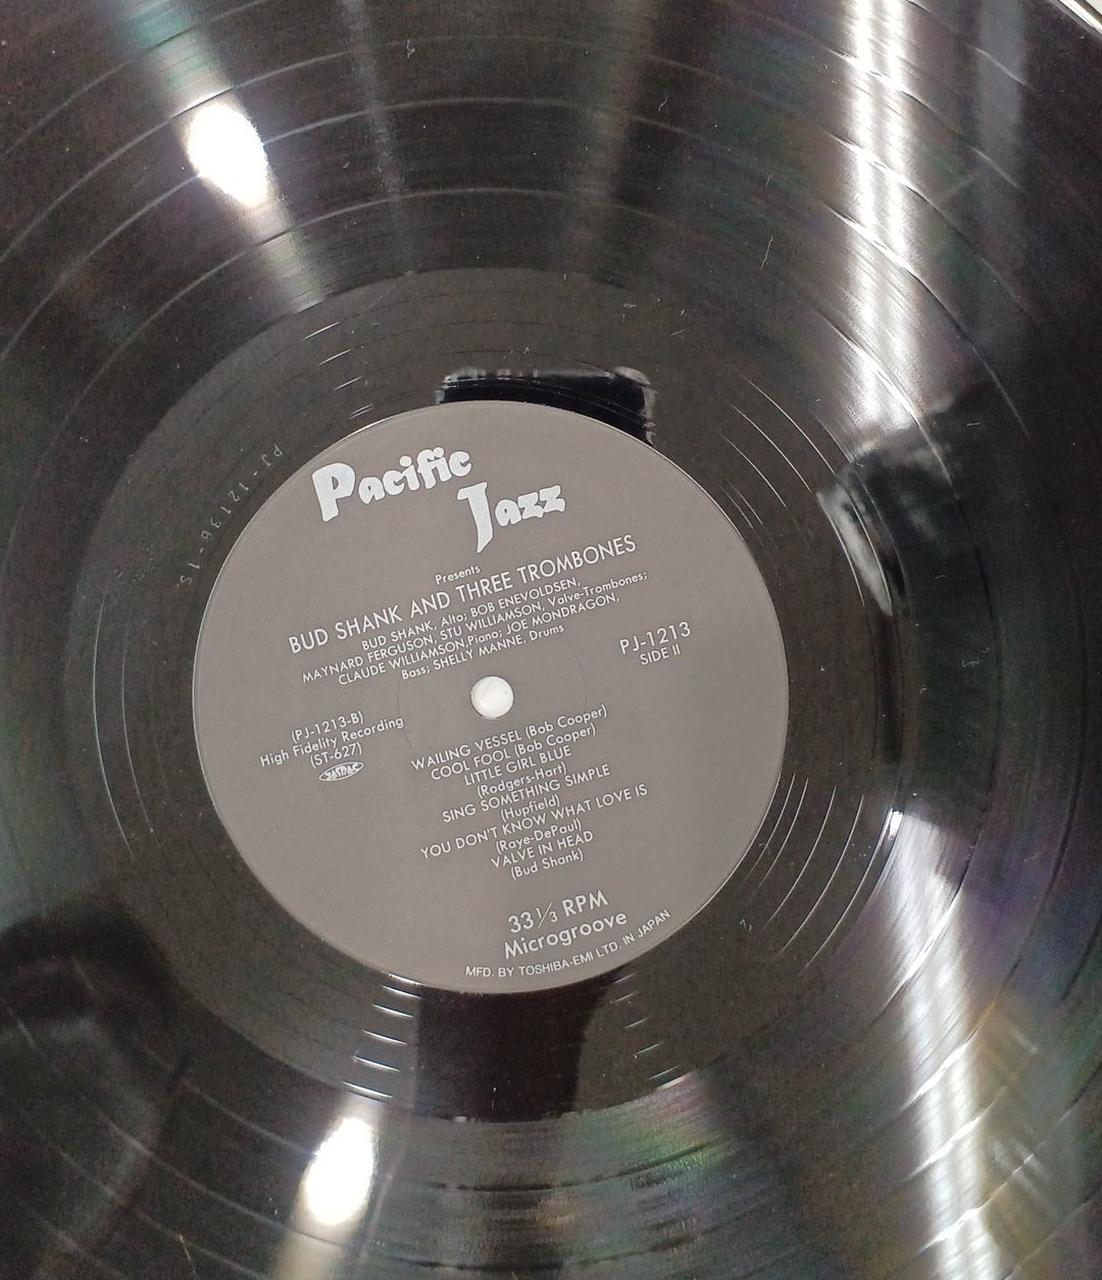 Pacific
Jazz
Presents
BUD SHANK AND THREE TROMBONES
BUD SHANK, Alto; BOB ENEVOLDSEN,
MAYNARD FERGUSON, STU WILLIAMSON, Valve-Trombones;
CLAUDE WILLIAMSON, Piano; JOE MONDRAGON,
Bass; SHELLY MANNE, Drums
PJ-1213
SIDE II
(PJ-1213-B)
High Fidelity Recording
(ST-627)
JASRAC
WAILING VESSEL (Bob Cooper)
COOL FOOL (Bob Cooper)
LITTLE GIRL BLUE
(Rodgers-Hart)
SING SOMETHING SIMPLE
(Hupfield)
YOU DON'T KNOW WHAT LOVE IS
(Raye-DePaul)
VALVE IN HEAD
(Bud Shank)
33 1/3 RPM
Microgroove
MFD. BY TOSHIBA-EMI LTD. IN JAPAN